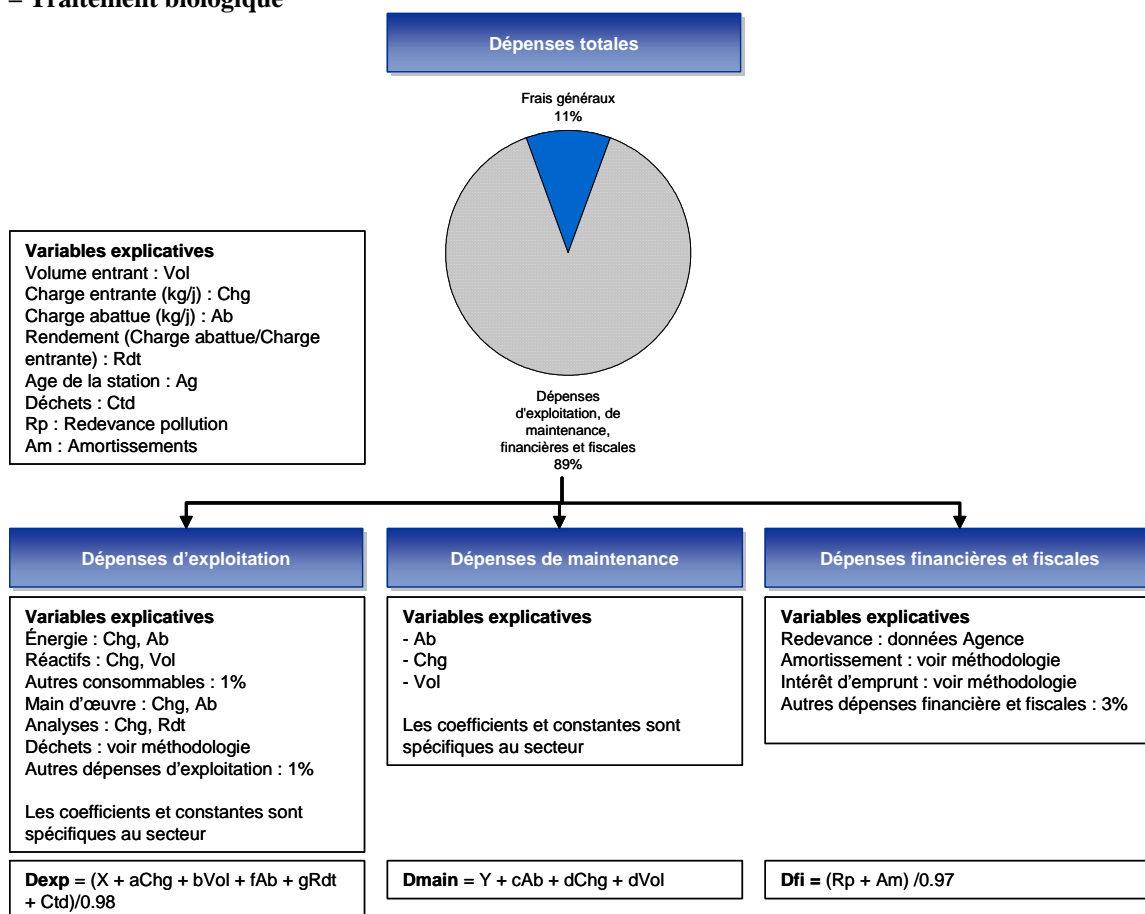 – Traitement biologique
Dépenses totales
Frais généraux
11%
Variables explicatives
Volume entrant : Vol
Charge entrante (kg/j) : Chg
Charge abattue (kg/j) : Ab
Rendement (Charge abattue/Charge
entrante) : Rdt
Age de la station : Ag
Déchets : Ctd
Rp : Redevance pollution
Am : Amortissements
Dépenses
d'exploitation, de
maintenance,
financières et fiscales
89%
Dépenses d'exploitation
Variables explicatives
Énergie : Chg, Ab
Réactifs : Chg, Vol
Autres consommables : 1%
Main d'œuvre : Chg, Ab
Analyses : Chg, Rdt
Déchets : voir méthodologie
Autres dépenses d'exploitation : 1%
Les coefficients et constantes sont
spécifiques au secteur
Dexp = (X + aChg + bVol + fAb + gRdt
+ Ctd)/0.98
Dépenses de maintenance
Variables explicatives
- Ab
- Chg
- Vol
Les coefficients et constantes sont
spécifiques au secteur
Dmain = Y + cAb + dChg + dVol
Dépenses financières et fiscales
Variables explicatives
Redevance : données Agence
Amortissement : voir méthodologie
Intérêt d'emprunt : voir méthodologie
Autres dépenses financière et fiscales : 3%
Dfi = (Rp + Am) /0.97